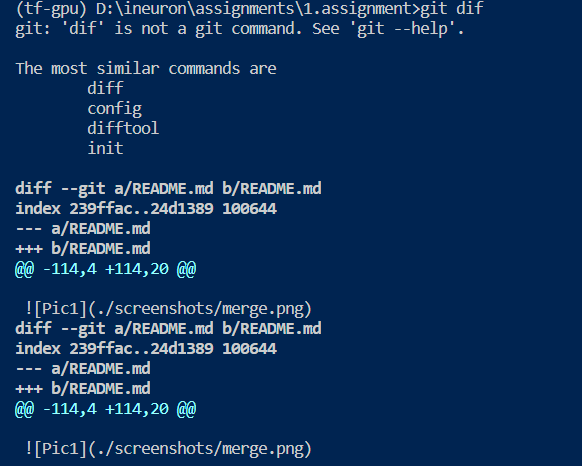 (tf-gpu) D:\ineuron\assignments\1.assignment>git dif
git: 'dif' is not a git command. See 'git --help'.
The most similar commands are
diff
config
difftool
init
diff --git a/README.md b/README.md
index 239ffac..24d1389 100644
--- a/README.md
+++ b/README.md
@@ -114,4 +114,20 @@
![Pic1](./screenshots/merge.png)
diff --git a/README.md b/README.md
index 239ffac..24d1389 100644
--- a/README.md
+++ b/README.md
@@ -114,4 +114,20 @@
![Pic1](./screenshots/merge.png)